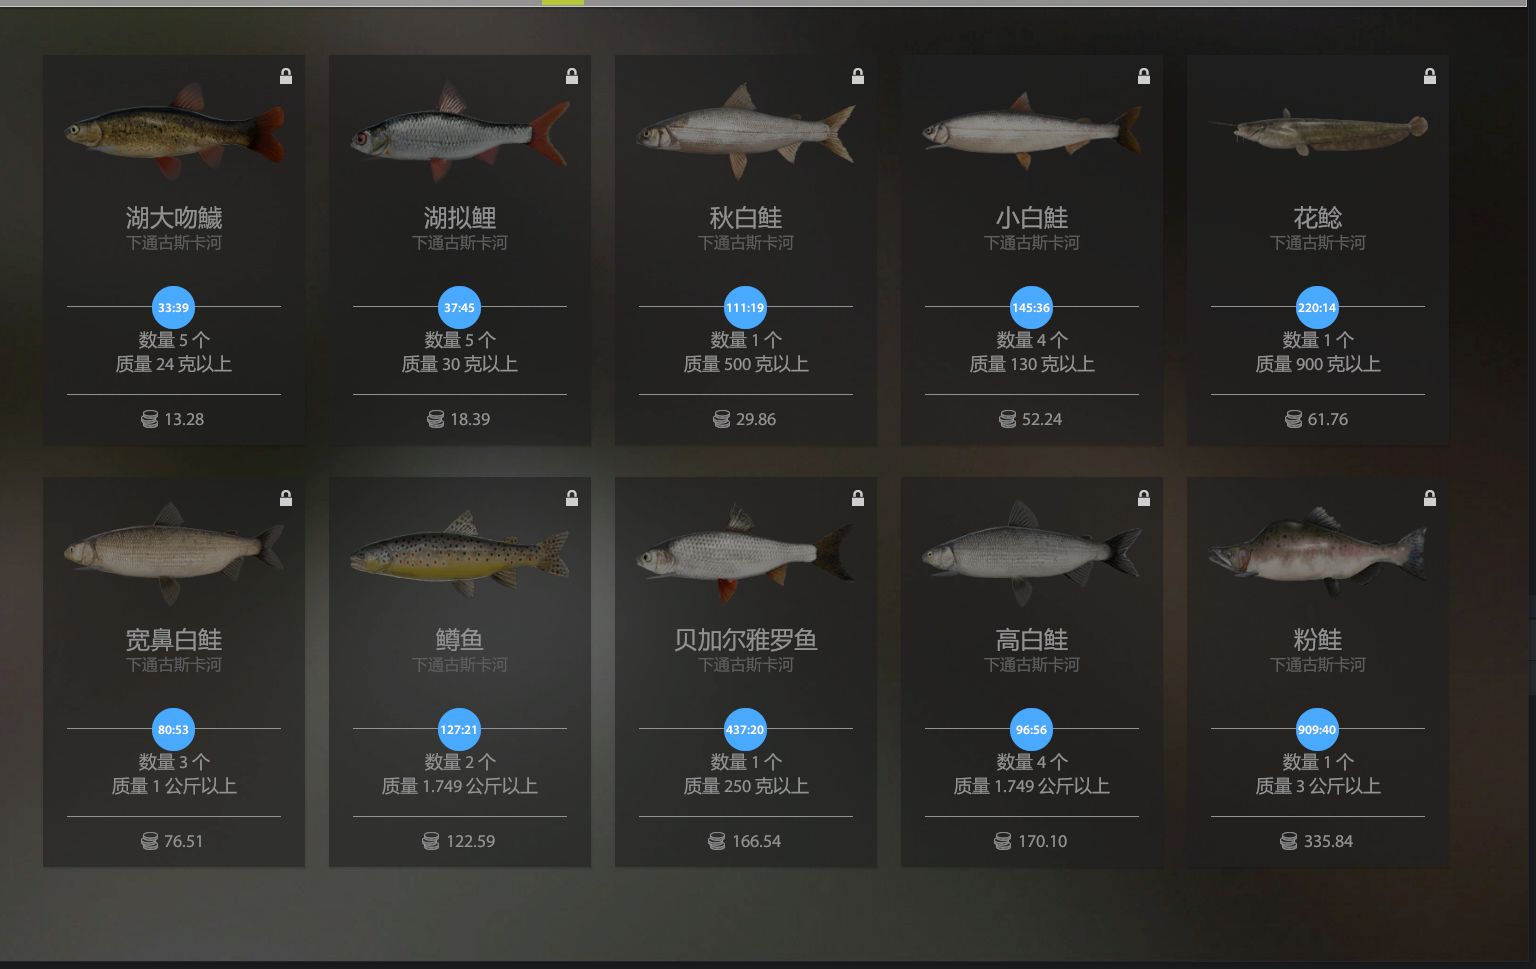 湖大吻鱥
下通古斯卡河
33:39
数量 5 个
质量 24 克以上
13.28
湖拟鲤
下通古斯卡河
37:45
数量 5 个
质量 30 克以上
18.39
秋白鲑
下通古斯卡河
111:19
数量 1 个
质量 500 克以上
29.86
小白鲑
下通古斯卡河
145:36
数量 4 个
质量 130 克以上
52.24
花鲶
下通古斯卡河
220:14
数量 1 个
质量 900 克以上
61.76
宽鼻白鲑
下通古斯卡河
80:53
数量 3 个
质量 1 公斤以上
76.51
鳟鱼
下通古斯卡河
127:21
数量 2 个
质量 1.749 公斤以上
122.59
贝加尔雅罗鱼
下通古斯卡河
437:20
数量 1 个
质量 250 克以上
166.54
高白鲑
下通古斯卡河
96:56
数量 4 个
质量 1.749 公斤以上
170.10
粉鲑
下通古斯卡河
909:40
数量 1 个
质量 3 公斤以上
335.84